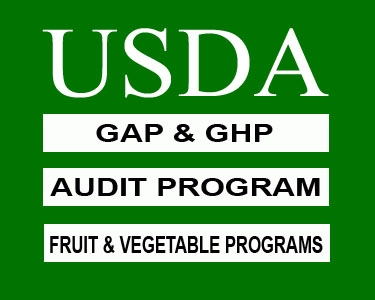 USDA
GAP & GHP
AUDIT PROGRAM
FRUIT & VEGETABLE PROGRAMS